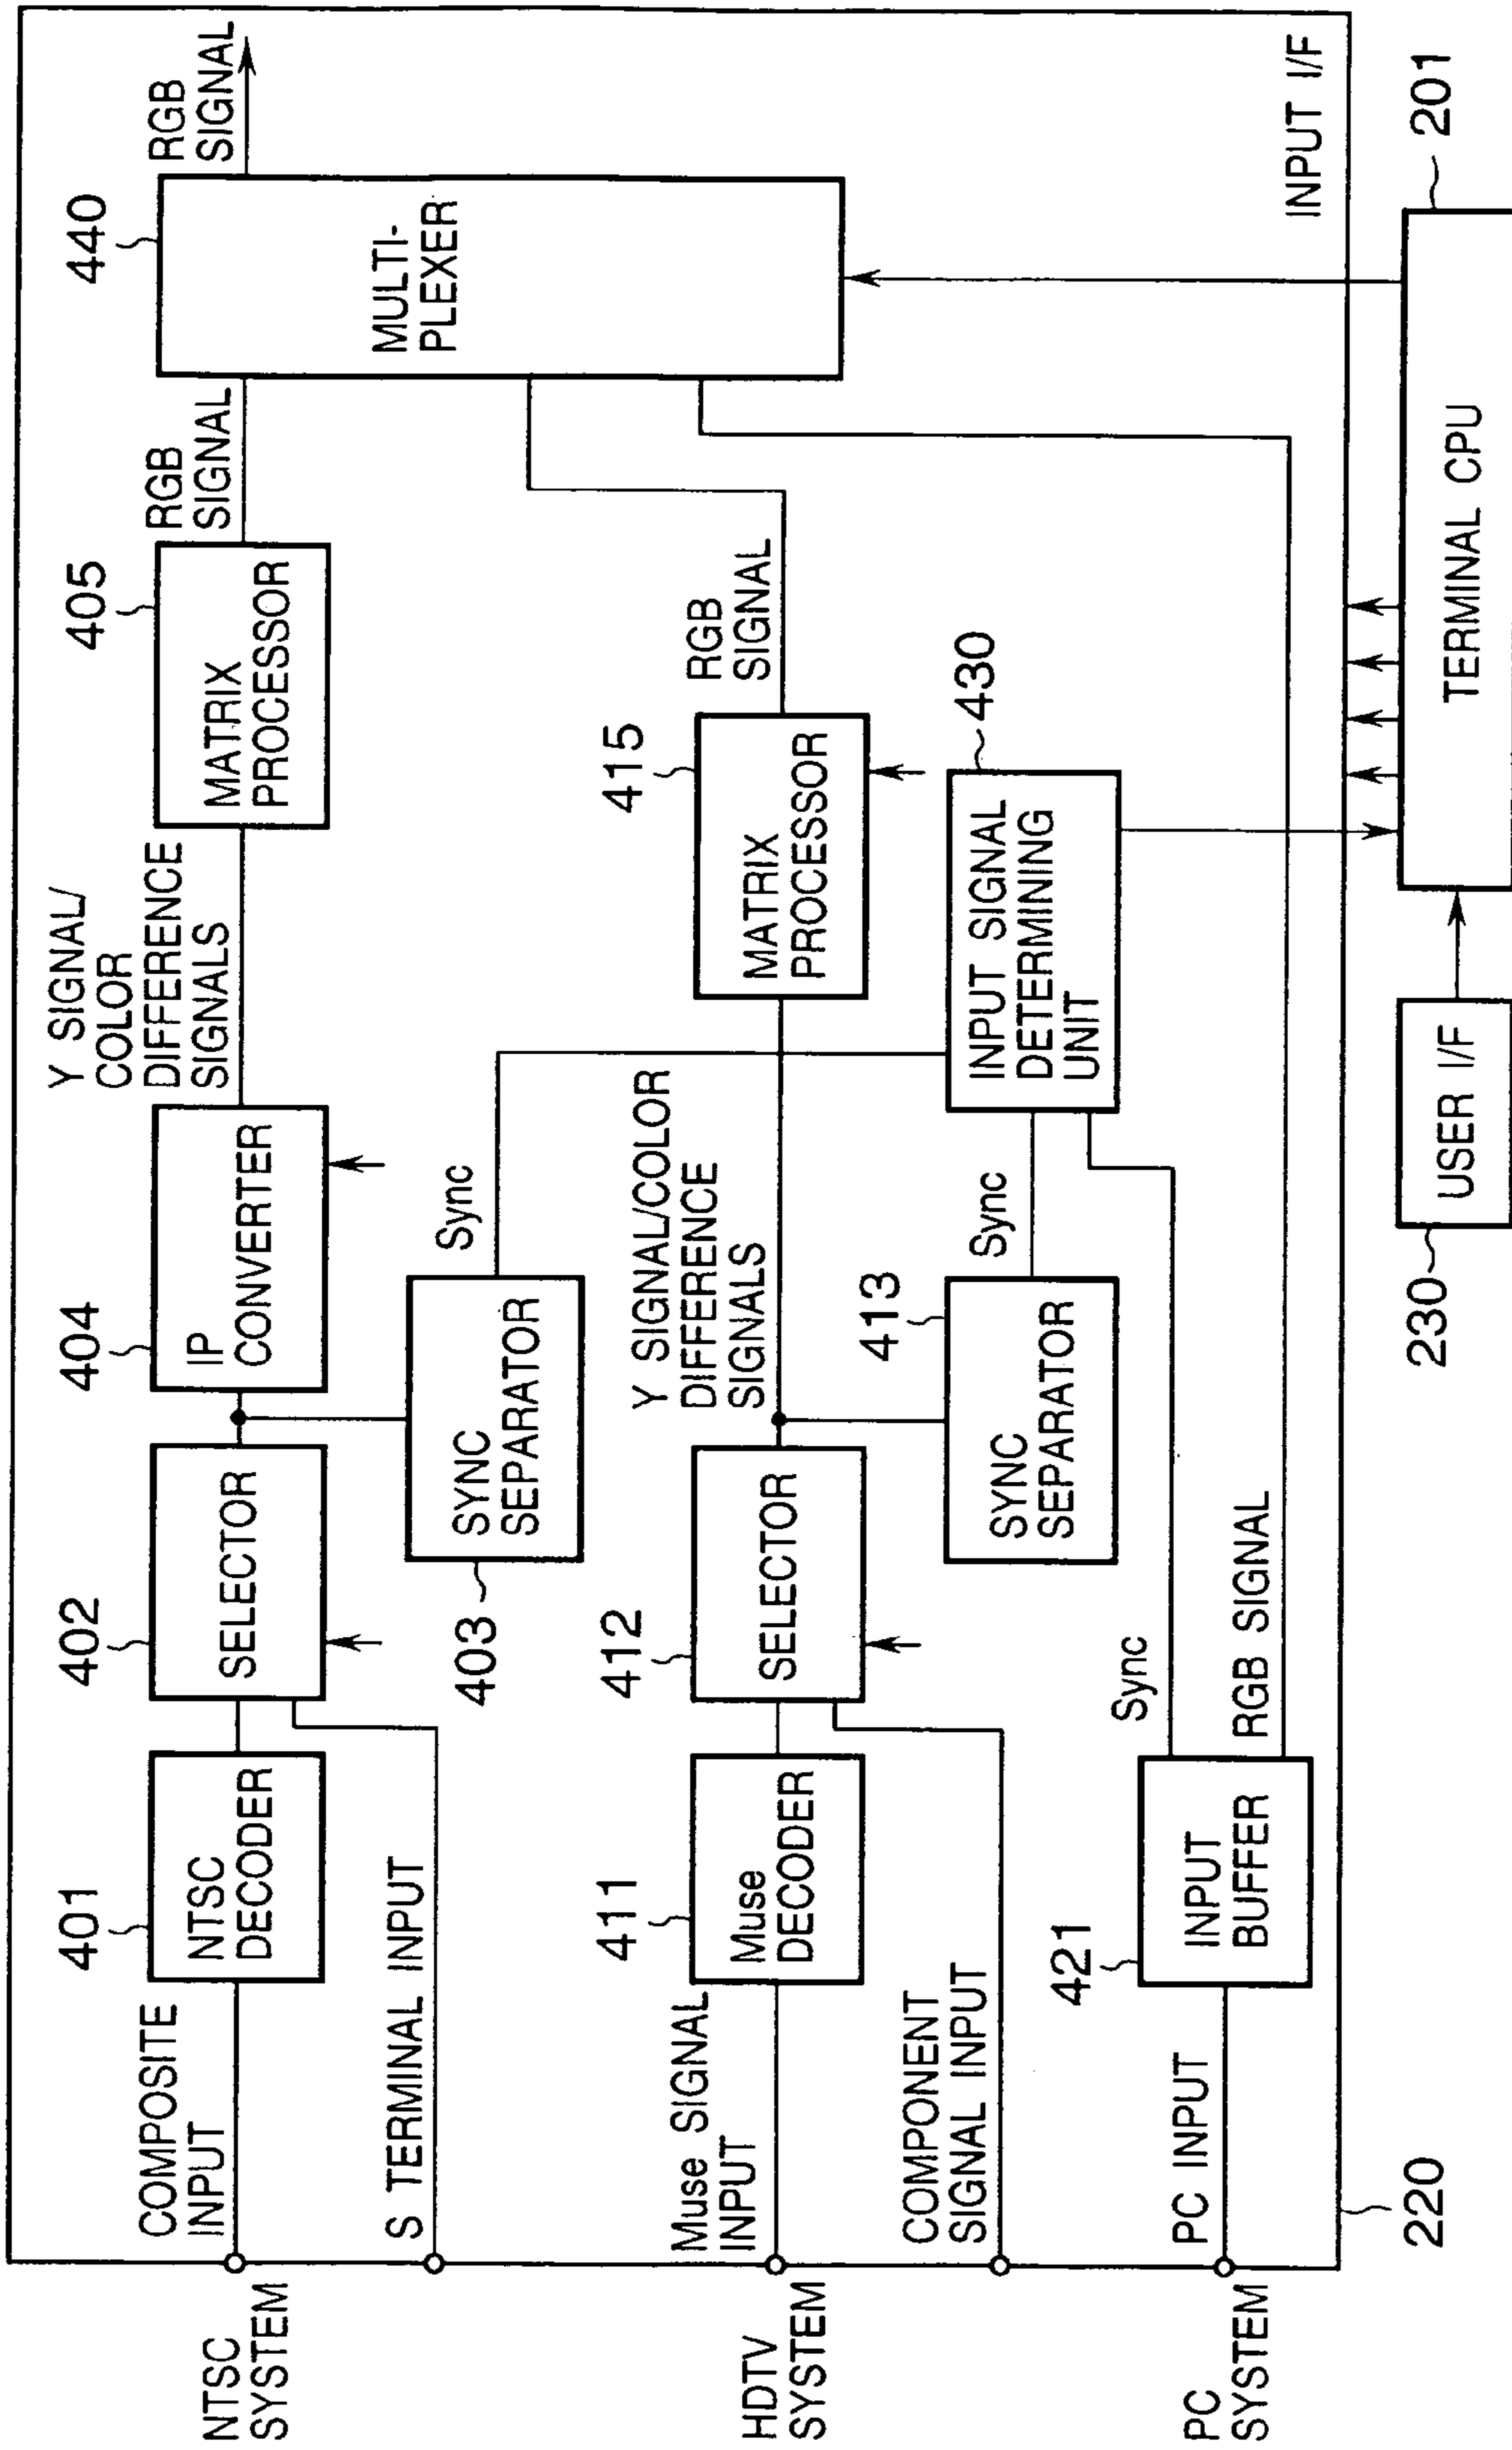 NTSC
SYSTEM
COMPOSITE
INPUT
401
NTSC
DECODER
402
SELECTOR
404
IP
CONVERTER
Y SIGNAL/
COLOR
DIFFERENCE
SIGNALS
405
MATRIX
PROCESSOR
RGB
SIGNAL
440
MULTI-
PLEXER
RGB
SIGNAL
S TERMINAL INPUT
403
SYNC
SEPARATOR
Sync
HDTV
SYSTEM
Muse SIGNAL
INPUT
411
Muse
DECODER
412
SELECTOR
Y SIGNAL/COLOR
DIFFERENCE
SIGNALS
415
MATRIX
PROCESSOR
RGB
SIGNAL
COMPONENT
SIGNAL INPUT
413
SYNC
SEPARATOR
Sync
430
INPUT SIGNAL
DETERMINING
UNIT
PC
SYSTEM
PC INPUT
421
INPUT
BUFFER
Sync
RGB SIGNAL
INPUT I/F
220
230
USER I/F
TERMINAL CPU
201